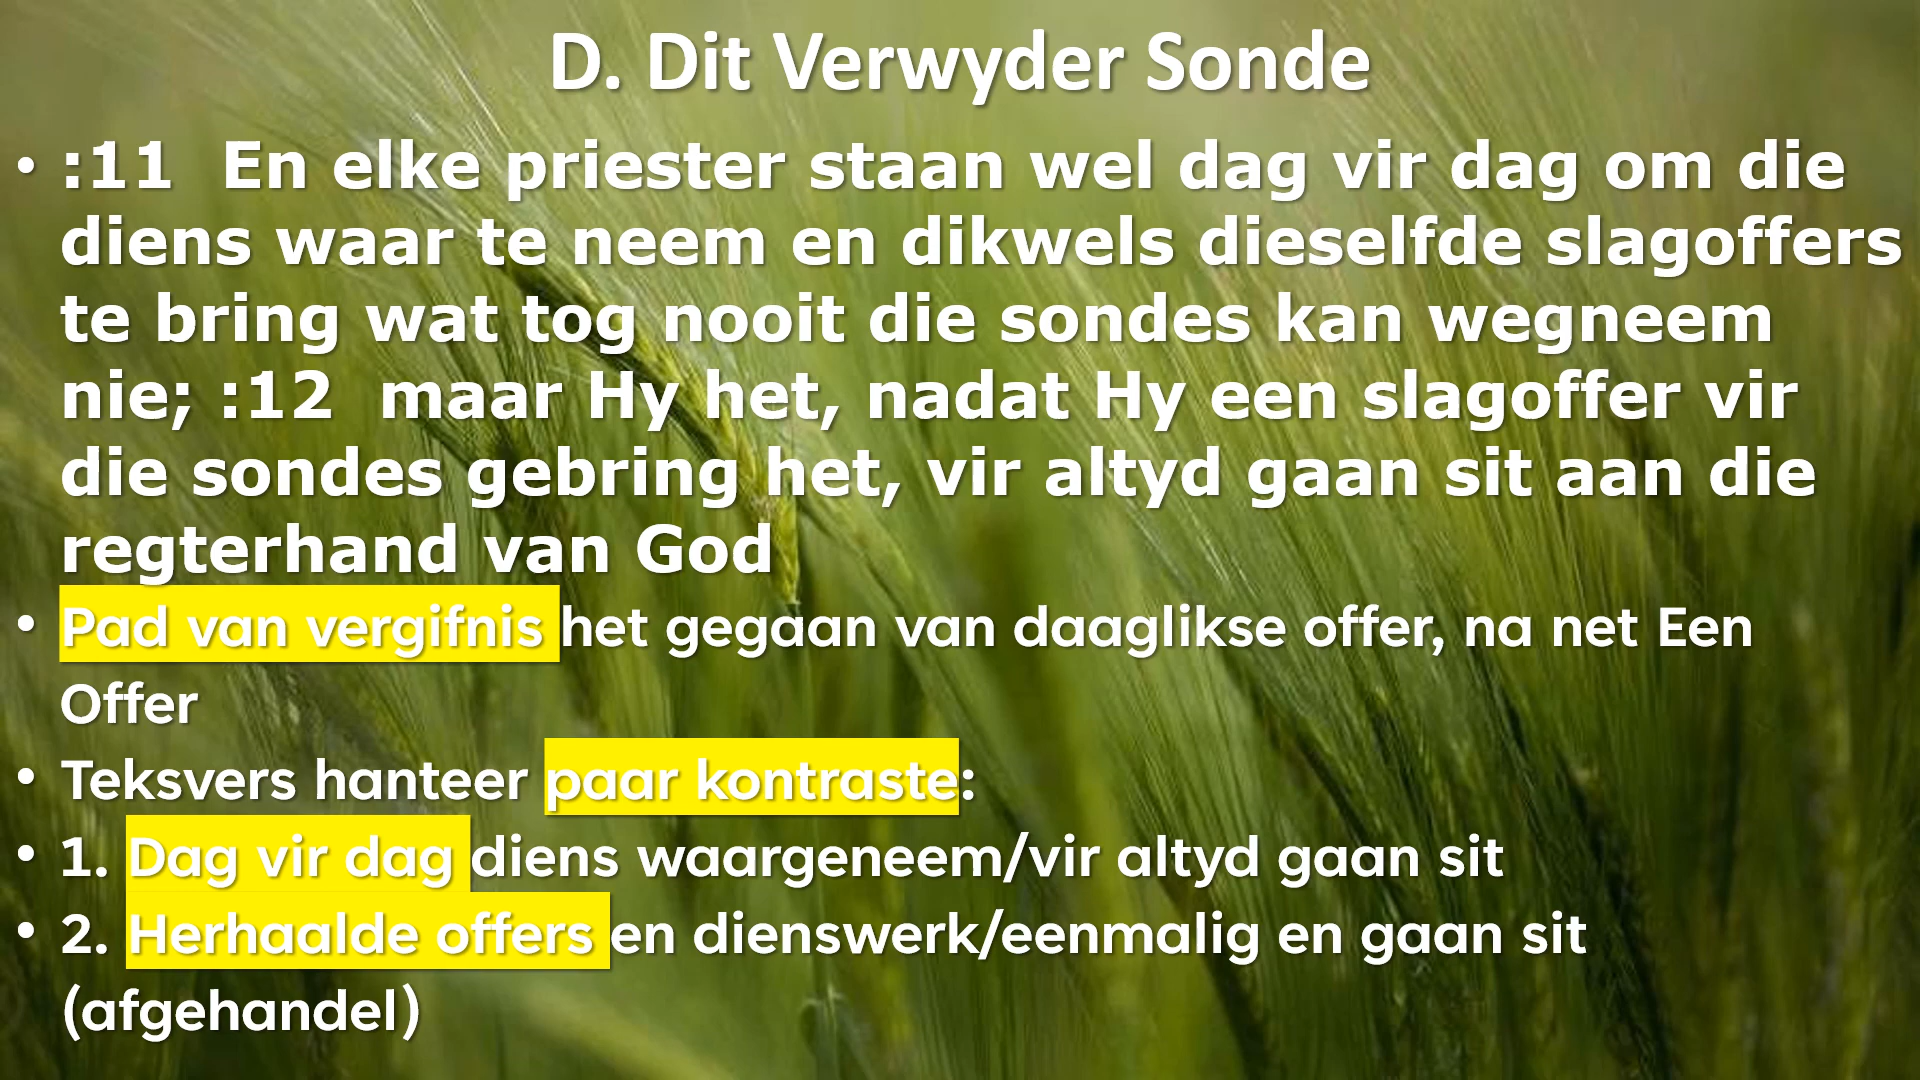 D. Dit Verwyder Sonde
• :11  En elke priester staan wel dag vir dag om die
diens waar te neem en dikwels dieselfde slagoffers
te bring wat tog nooit die sondes kan wegneem
nie; :12  maar Hy het, nadat Hy een slagoffer vir
die sondes gebring het, vir altyd gaan sit aan die
regterhand van God
• Pad van vergifnis het gegaan van daaglikse offer, na net Een
Offer
• Teksvers hanteer paar kontraste:
• 1. Dag vir dag diens waargeneem/vir altyd gaan sit
• 2. Herhaalde offers en dienswerk/eenmalig en gaan sit
(afgehandel)